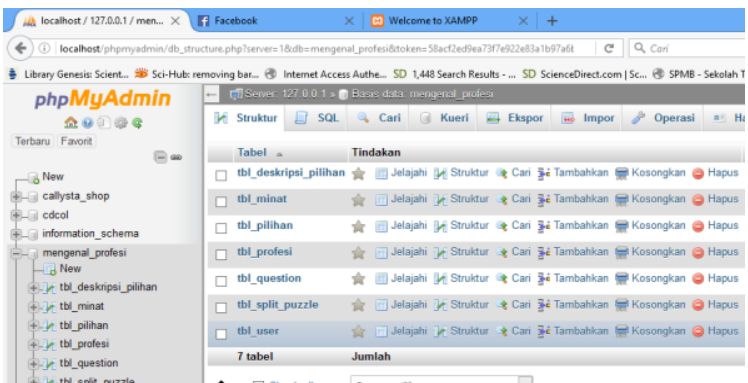 localhost / 127.0.0.1 / men... × Facebook × Welcome to XAMPP × +
localhost/phpmyadmin/db_structure.php?server=1&db=mengenal_profesi&token=58acf2ed9ea73f7e922e83a1b97a6b C Cari
Library Genesis: Scient... Sci-Hub: removing bar... Internet Access Authe... SD 1,448 Search Results - ... SD ScienceDirect.com | Sc... SPMB - Sekolah T
phpMyAdmin
Terbaru Favorit
New
callysta_shop
cdcol
information_schema
mengenal_profesi
New
tbl_deskripsi_pilihan
tbl_minat
tbl_pilihan
tbl_profesi
tbl_question
tbl_split_puzzle
Server: 127.0.0.1 » Basis data: mengenal_profesi
Struktur SQL Cari Kueri Ekspor Impor Operasi Ha
Tabel Tindakan
tbl_deskripsi_pilihan Jelajahi Struktur Cari Tambahkan Kosongkan Hapus
tbl_minat Jelajahi Struktur Cari Tambahkan Kosongkan Hapus
tbl_pilihan Jelajahi Struktur Cari Tambahkan Kosongkan Hapus
tbl_profesi Jelajahi Struktur Cari Tambahkan Kosongkan Hapus
tbl_question Jelajahi Struktur Cari Tambahkan Kosongkan Hapus
tbl_split_puzzle Jelajahi Struktur Cari Tambahkan Kosongkan Hapus
tbl_user Jelajahi Struktur Cari Tambahkan Kosongkan Hapus
7 tabel Jumlah